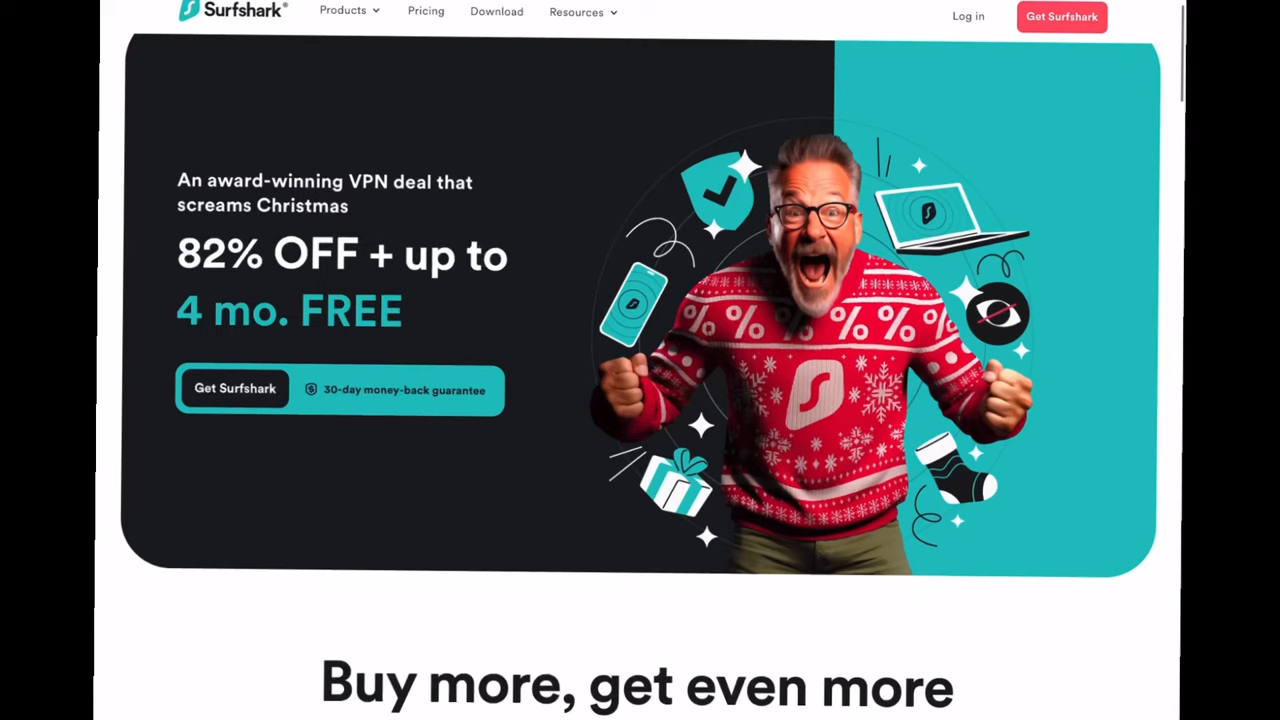 Surfshark®
Products
Pricing
Download
Resources
Log in
Get Surfshark
An award-winning VPN deal that
screams Christmas
82% OFF + up to
4 mo. FREE
Get Surfshark
30-day money-back guarantee
% % % % %
Buy more, get even more